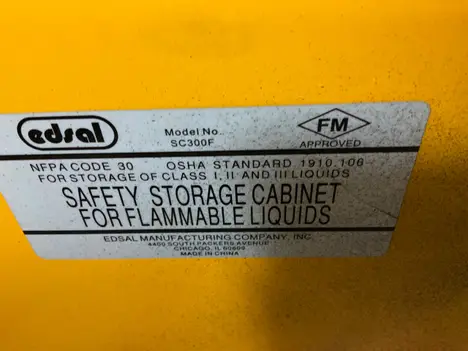 edsal
Model No..
SC300F
FM
APPROVED
NFPA CODE 30 OSHA STANDARD 1910.106
FOR STORAGE OF CLASS I, II AND III LIQUIDS
SAFETY STORAGE CABINET
FOR FLAMMABLE LIQUIDS
EDSAL MANUFACTURING COMPANY, INC.
4400 SOUTH PACKERS AVENUE
CHICAGO, IL 60609
MADE IN CHINA